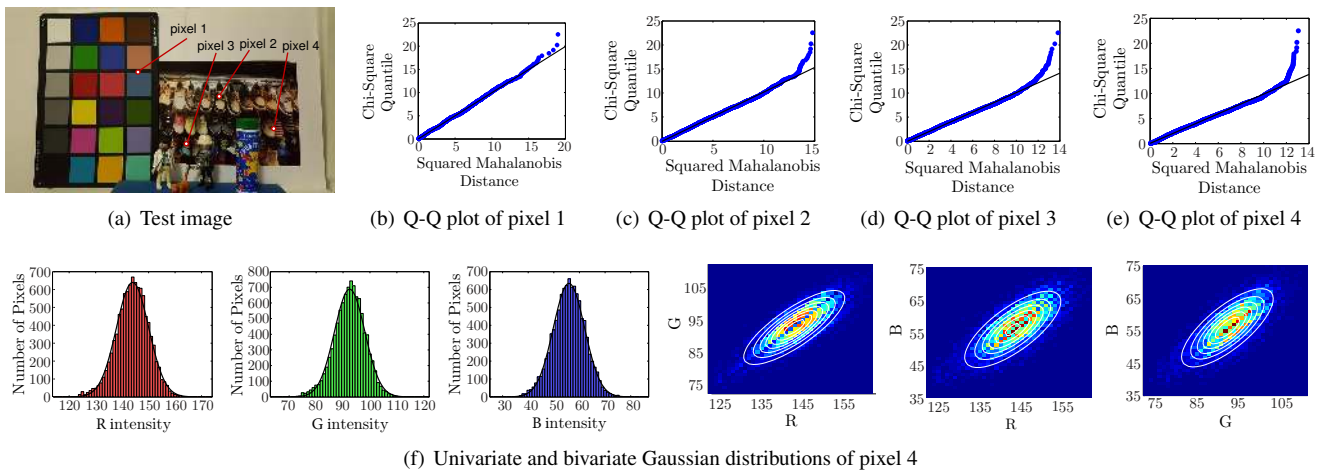 pixel 1
pixel 3 pixel 2 pixel 4
(a) Test image
25
20
15
10
5
0
0 5 10 15 20
Chi-Square
Quantile
Squared Mahalanobis
Distance
(b) Q-Q plot of pixel 1
25
20
15
10
5
0
0 5 10 15
Chi-Square
Quantile
Squared Mahalanobis
Distance
(c) Q-Q plot of pixel 2
25
20
15
10
5
0
0 2 4 6 8 10 12 14
Chi-Square
Quantile
Squared Mahalanobis
Distance
(d) Q-Q plot of pixel 3
25
20
15
10
5
0
0 2 4 6 8 10 12 14
Chi-Square
Quantile
Squared Mahalanobis
Distance
(e) Q-Q plot of pixel 4
700
600
500
400
300
200
100
0
120 130 140 150 160 170
Number of Pixels
R intensity
800
700
600
500
400
300
200
100
0
70 80 90 100 110 120
Number of Pixels
G intensity
700
600
500
400
300
200
100
0
30 40 50 60 70 80
Number of Pixels
B intensity
105
95
85
75
125 135 145 155
G
R
75
65
55
45
35
125 135 145 155
B
R
75
65
55
45
35
75 85 95 105
B
G
(f) Univariate and bivariate Gaussian distributions of pixel 4